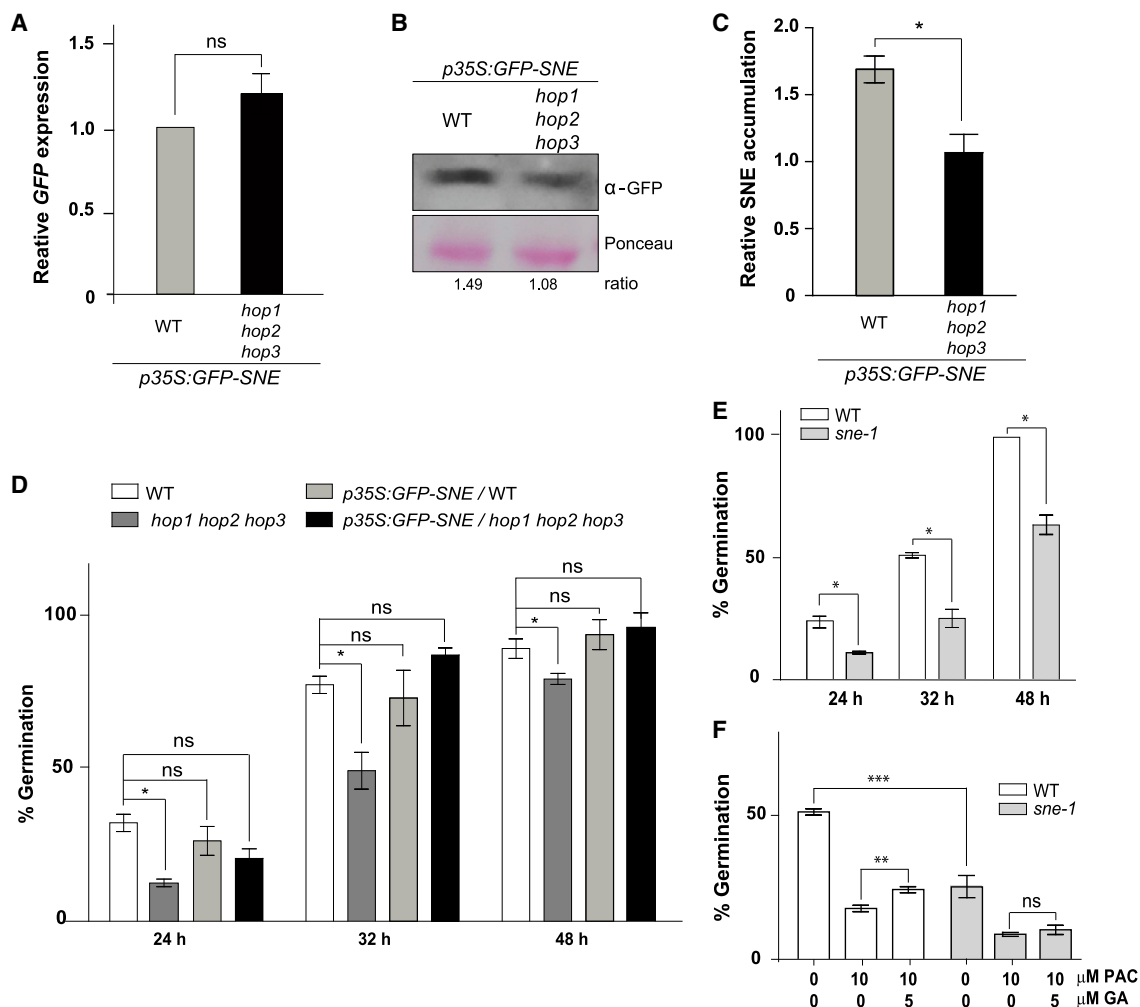 A
Reative GFP expression
1.5
1.0
0.5
0
ns
WT
hop1
hop2
hop3
p35S:GFP-SNE
B
p35S:GFP-SNE
WT
hop1
hop2
hop3
α-GFP
Ponceau
1.49 1.08 ratio
C
Reative SNE accumulation
2.0
1.5
1.0
0.5
0
*
WT
hop1
hop2
hop3
p35S:GFP-SNE
D
WT
hop1 hop2 hop3
p35S:GFP-SNE / WT
p35S:GFP-SNE / hop1 hop2 hop3
% Germination
100
50
0
ns
ns
*
ns
ns
*
ns
ns
*
24 h 32 h 48 h
E
WT
sne-1
% Germination
100
50
0
*
*
*
24 h 32 h 48 h
F
WT
sne-1
% Germination
50
0
***
**
ns
0 10 10 0 10 10 μM PAC
0 0 5 0 0 5 μM GA